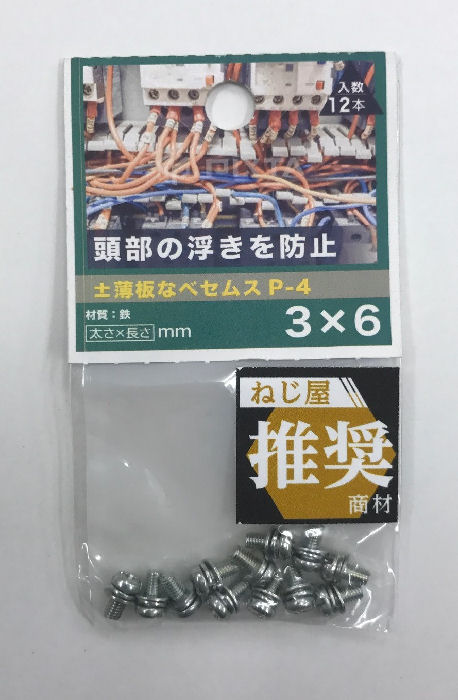 入数
12本
頭部の浮きを防止
±薄板なベセムス P-4
材質：鉄
太さ×長さ mm
3×6
ねじ屋
推奨
商材